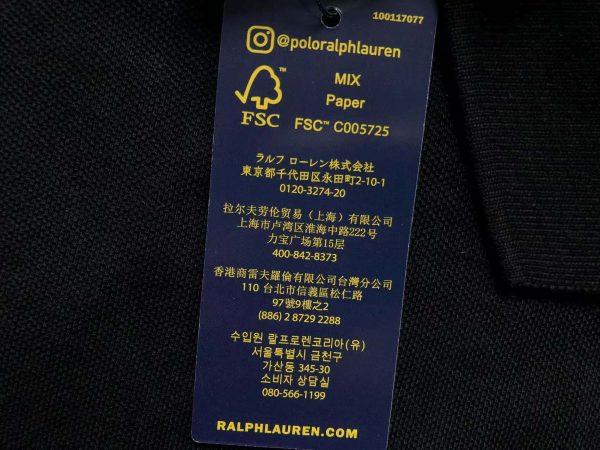 100117077
@poloralphlauren
™
FSC
MIX
Paper
FSC™ C005725
ラルフ ローレン株式会社
東京都千代田区永田町2-10-1
0120-3274-20
拉尔夫劳伦贸易（上海）有限公司
上海市卢湾区淮海中路222号
力宝广场第15层
400-842-8373
香港商雷夫羅倫有限公司台灣分公司
110 台北市信義區松仁路
97號9樓之2
(886) 2 8729 2288
수입원 랄프로렌코리아(유)
서울특별시 금천구
가산동 345-30
소비자 상담실
080-566-1199
RALPHLAUREN.COM